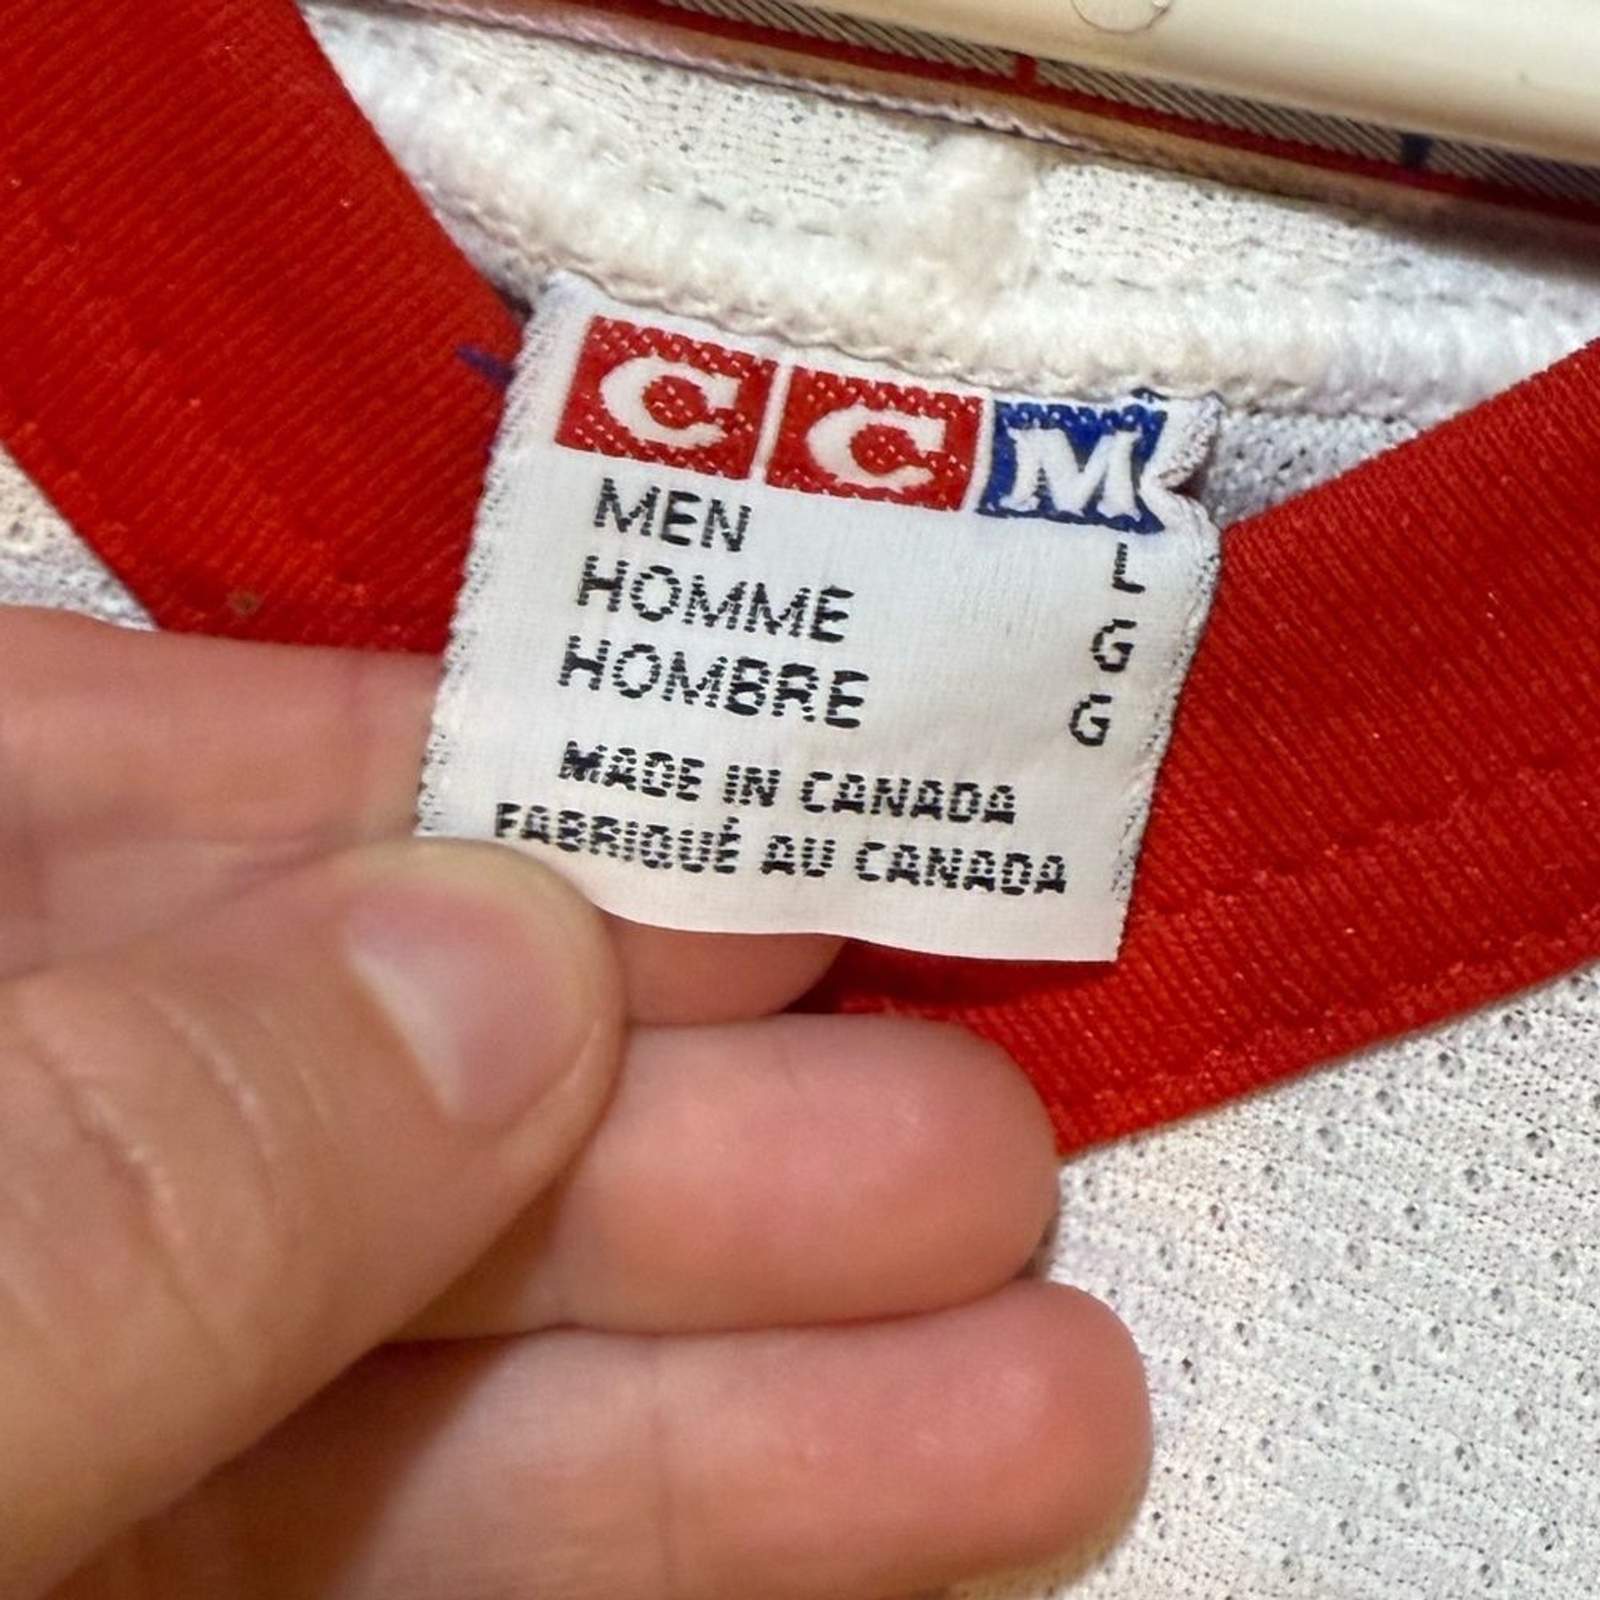 CCM
MEN L
HOMME G
HOMBRE G
MADE IN CANADA
FABRIQUÉ AU CANADA